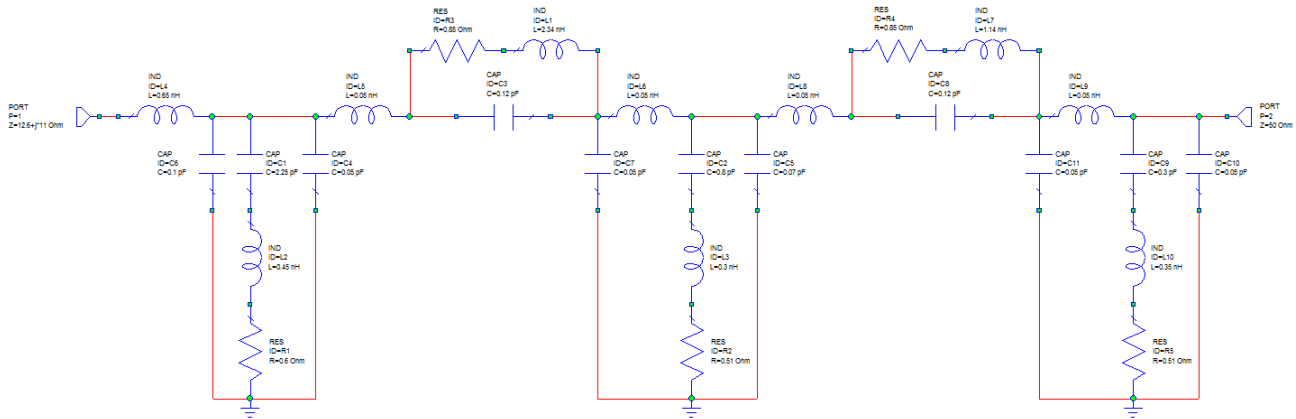 RES
ID=R3
R=0.85 Ohm
IND
ID=L1
L=2.34 nH
RES
ID=R4
R=0.85 Ohm
IND
ID=L7
L=1.14 nH
PORT
P=1
Z=12.6+j*11 Ohm
IND
ID=L4
L=0.65 nH
IND
ID=L5
L=0.05 nH
CAP
ID=C3
C=0.12 pF
IND
ID=L6
L=0.05 nH
IND
ID=L8
L=0.05 nH
CAP
ID=C8
C=0.12 pF
IND
ID=L9
L=0.05 nH
PORT
P=2
Z=50 Ohm
CAP
ID=C6
C=0.1 pF
CAP
ID=C1
C=2.25 pF
CAP
ID=C4
C=0.05 pF
CAP
ID=C7
C=0.05 pF
CAP
ID=C2
C=0.8 pF
CAP
ID=C5
C=0.07 pF
CAP
ID=C11
C=0.05 pF
CAP
ID=C9
C=0.3 pF
CAP
ID=C10
C=0.05 pF
IND
ID=L2
L=0.45 nH
IND
ID=L3
L=0.3 nH
IND
ID=L10
L=0.35 nH
RES
ID=R1
R=0.6 Ohm
RES
ID=R2
R=0.51 Ohm
RES
ID=R5
R=0.51 Ohm